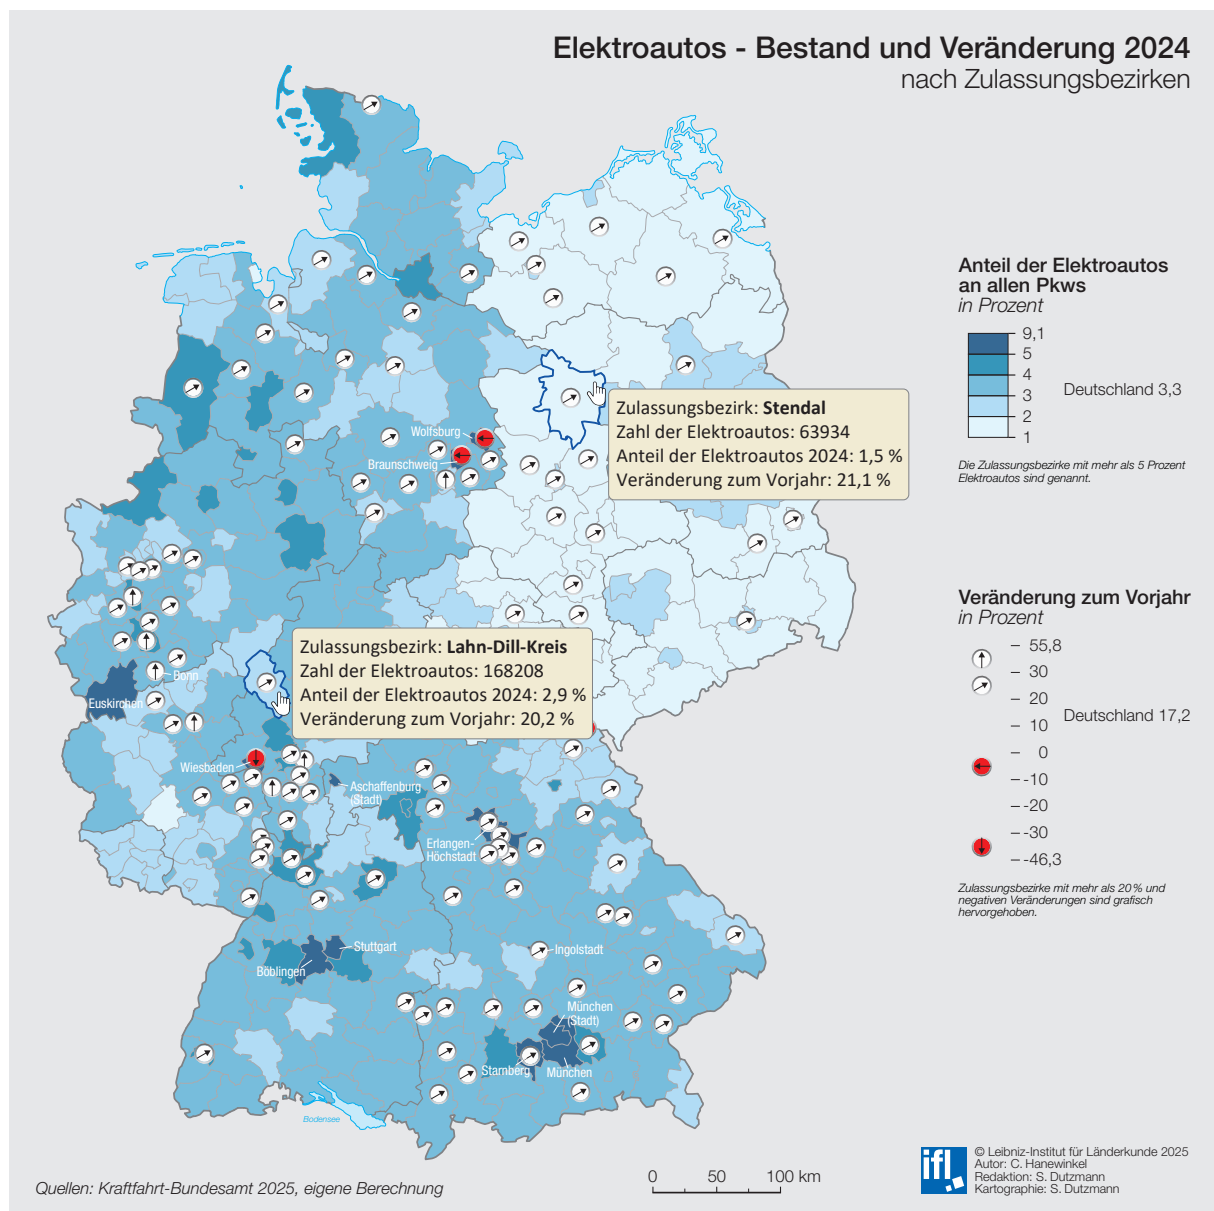 Elektroautos - Bestand und Veränderung 2024
nach Zulassungsbezirken
Anteil der Elektroautos
an allen Pkws
in Prozent
9,1
5
4
3
2
1
Deutschland 3,3
Die Zulassungsbezirke mit mehr als 5 Prozent
Elektroautos sind genannt.
Zulassungsbezirk: Stendal
Zahl der Elektroautos: 63934
Anteil der Elektroautos 2024: 1,5 %
Veränderung zum Vorjahr: 21,1 %
Wolfsburg
Braunschweig
Veränderung zum Vorjahr
in Prozent
55,8
30
20
10
0
-10
-20
-30
-46,3
Deutschland 17,2
Zulassungsbezirke mit mehr als 20 % und
negativen Veränderungen sind grafisch
hervorgehoben.
Zulassungsbezirk: Lahn-Dill-Kreis
Zahl der Elektroautos: 168208
Anteil der Elektroautos 2024: 2,9 %
Veränderung zum Vorjahr: 20,2 %
Bonn
Euskirchen
Wiesbaden
Aschaffenburg
(Stadt)
Erlangen-
Höchstadt
Stuttgart
Böblingen
Ingolstadt
München
(Stadt)
Starnberg
München
Bodensee
0 50 100 km
Quellen: Kraftfahrt-Bundesamt 2025, eigene Berechnung
ifl
© Leibniz-Institut für Länderkunde 2025
Autor: C. Hanewinkel
Redaktion: S. Dutzmann
Kartographie: S. Dutzmann